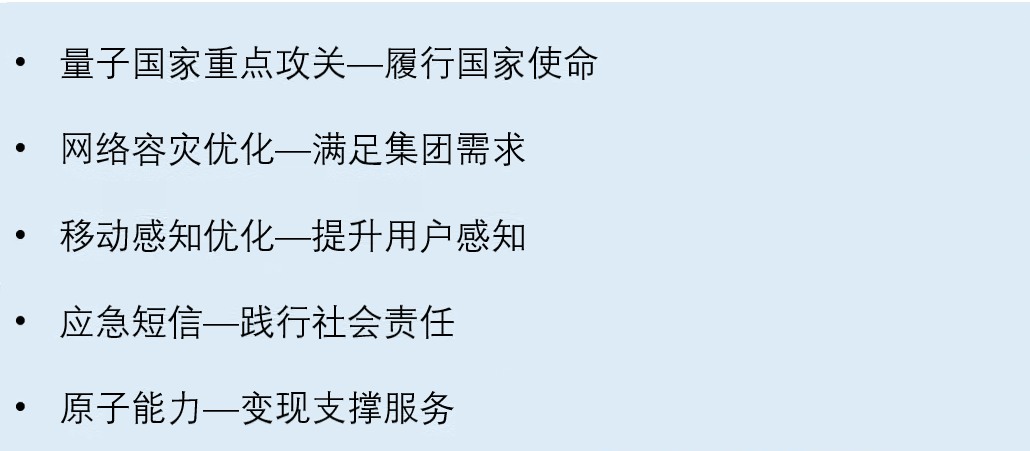 • 量子国家重点攻关—履行国家使命
• 网络容灾优化—满足集团需求
• 移动感知优化—提升用户感知
• 应急短信—践行社会责任
• 原子能力—变现支撑服务